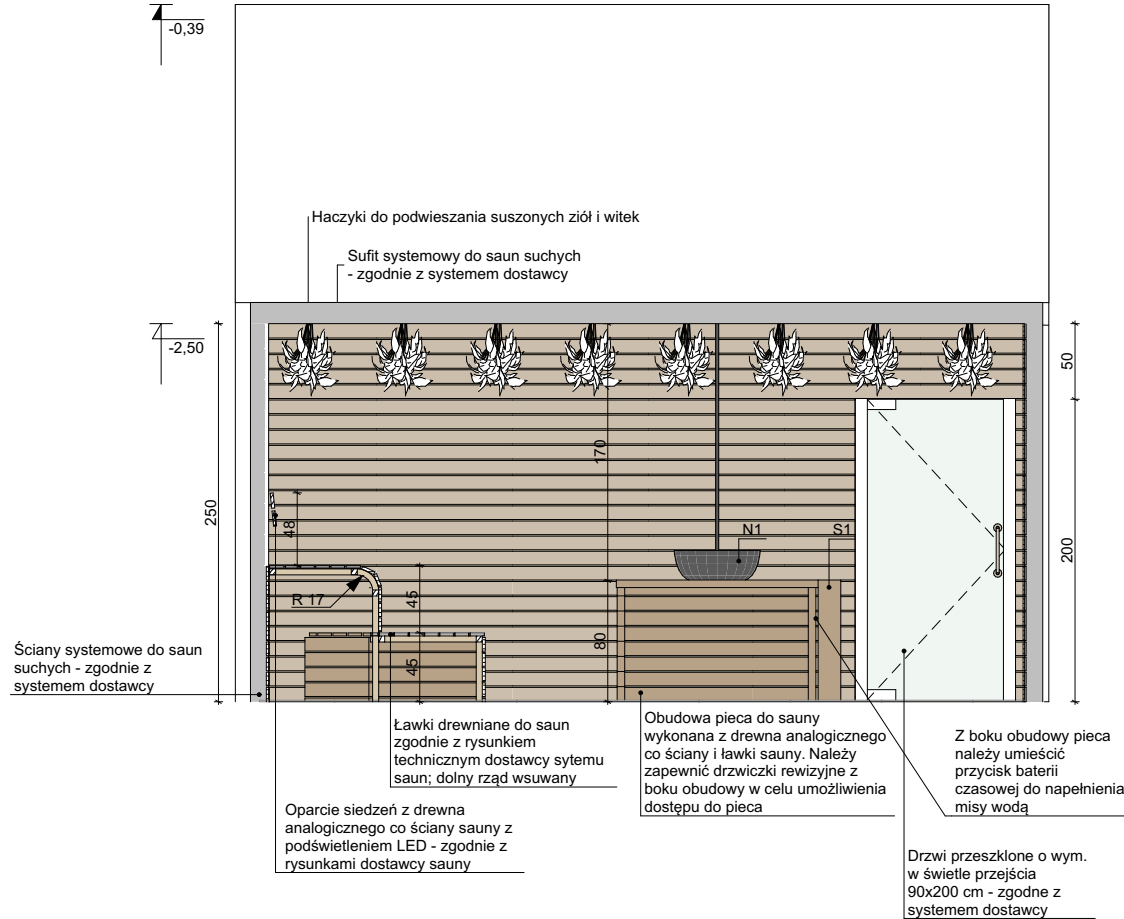 -0,39
Haczyki do podwieszania suszonych ziół i witek
Sufit systemowy do saun suchych
- zgodnie z systemem dostawcy
-2,50
50
170
250
48
N1
S1
200
R 17
45
80
45
Ściany systemowe do saun
suchych - zgodnie z
systemem dostawcy
Ławki drewniane do saun
zgodnie z rysunkiem
technicznym dostawcy sytemu
saun; dolny rząd wsuwany
Obudowa pieca do sauny
wykonana z drewna analogicznego
co ściany i ławki sauny. Należy
zapewnić drzwiczki rewizyjne z
boku obudowy w celu umożliwienia
dostępu do pieca
Z boku obudowy pieca
należy umieścić
przycisk baterii
czasowej do napełnienia
misy wodą
Oparcie siedzeń z drewna
analogicznego co ściany sauny z
podświetleniem LED - zgodnie z
rysunkami dostawcy sauny
Drzwi przeszklone o wym.
w świetle przejścia
90x200 cm - zgodne z
systemem dostawcy